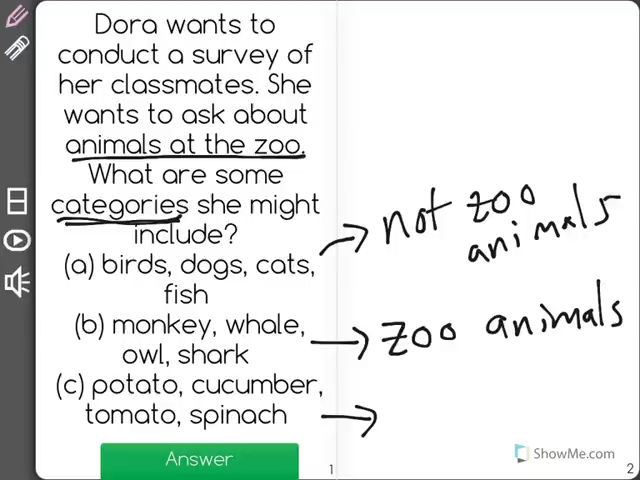 Dora wants to
conduct a survey of
her classmates. She
wants to ask about
animals at the zoo.
What are some
categories she might
include?
(a) birds, dogs, cats,
fish
(b) monkey, whale,
owl, shark
(c) potato, cucumber,
tomato, spinach
Answer
1
not zoo
animals
zoo animals
ShowMe.com
2